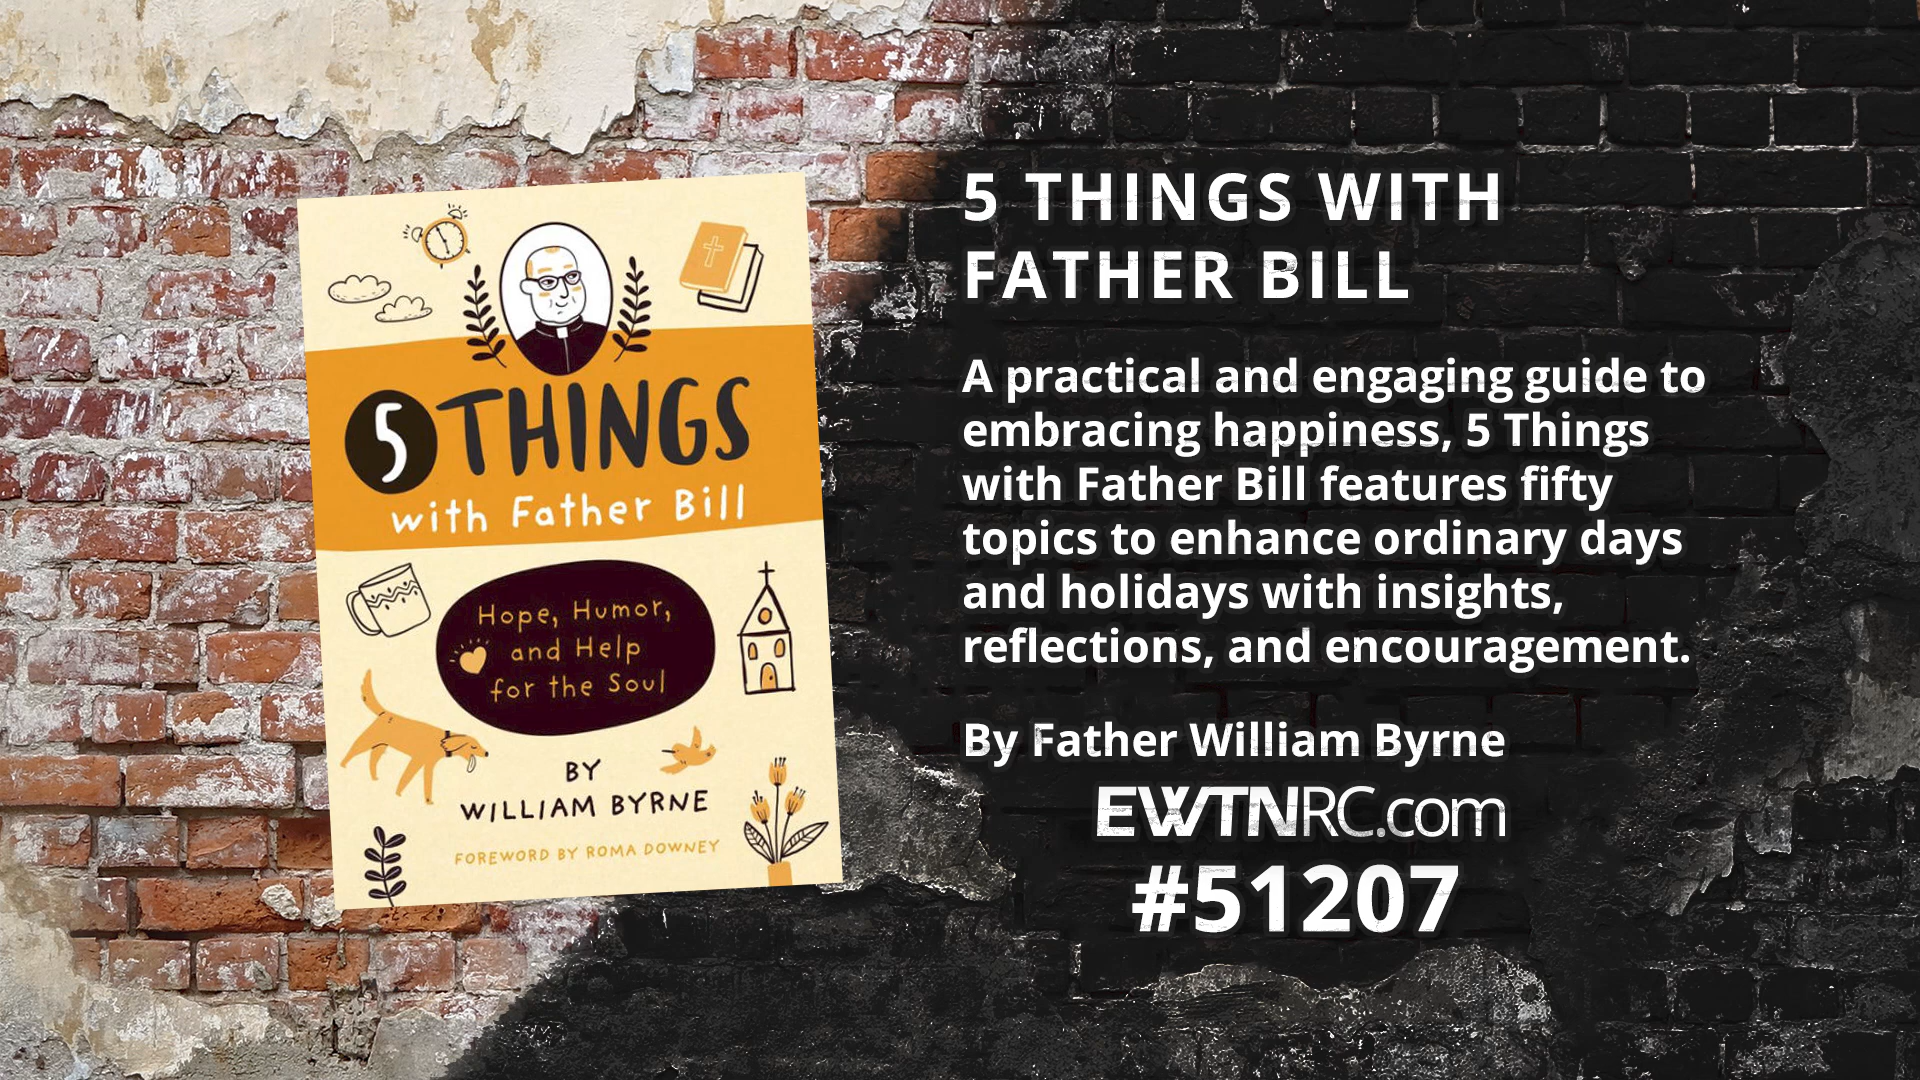 5 THINGS
with Father Bill
Hope, Humor,
and Help
for the Soul
BY
WILLIAM BYRNE
FOREWORD BY ROMA DOWNEY
5 THINGS WITH
FATHER BILL
A practical and engaging guide to
embracing happiness, 5 Things
with Father Bill features fifty
topics to enhance ordinary days
and holidays with insights,
reflections, and encouragement.
By Father William Byrne
EWTNRC.com
#51207